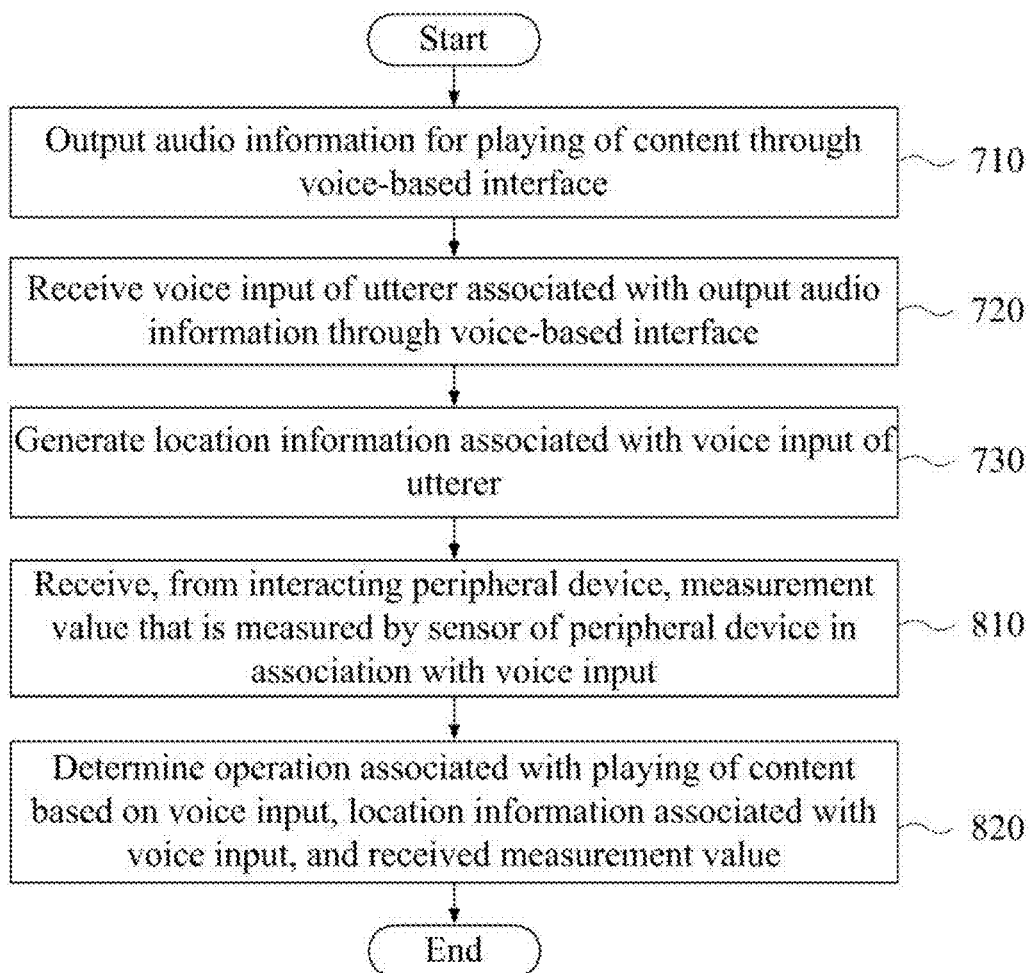 Start
Output audio information for playing of content through
voice-based interface
710
Receive voice input of utterer associated with output audio
information through voice-based interface
720
Generate location information associated with voice input of
utterer
730
Receive, from interacting peripheral device, measurement
value that is measured by sensor of peripheral device in
association with voice input
810
Determine operation associated with playing of content
based on voice input, location information associated with
voice input, and received measurement value
820
End